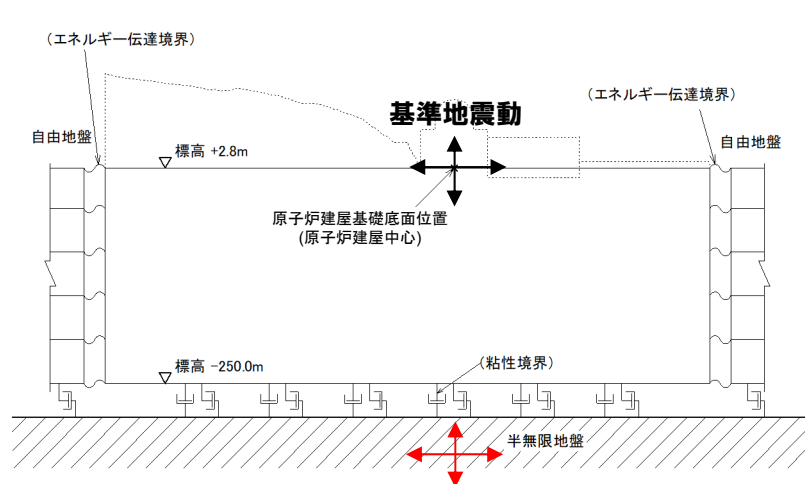 （エネルギー伝達境界）
（エネルギー伝達境界）
基準地震動
自由地盤
自由地盤
標高 +2.8m
原子炉建屋基礎底面位置
(原子炉建屋中心)
標高 -250.0m
（粘性境界）
半無限地盤